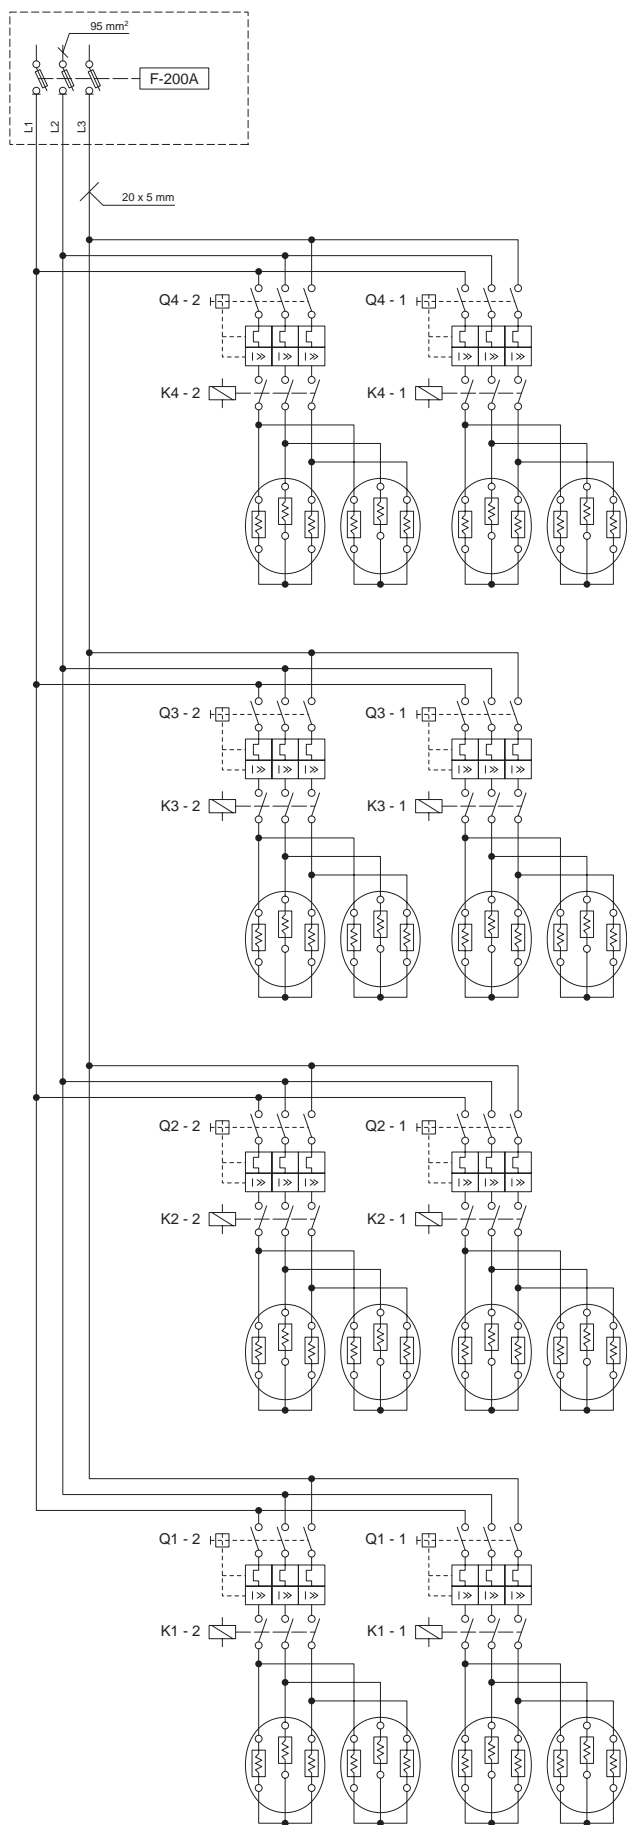 95 mm²
F-200A
L1
L2
L3
20 x 5 mm
Q4 - 2
Q4 - 1
I >>
I >>
I >>
I >>
I >>
I >>
K4 - 2
K4 - 1
Q3 - 2
Q3 - 1
I >>
I >>
I >>
I >>
I >>
I >>
K3 - 2
K3 - 1
Q2 - 2
Q2 - 1
I >>
I >>
I >>
I >>
I >>
I >>
K2 - 2
K2 - 1
Q1 - 2
Q1 - 1
I >>
I >>
I >>
I >>
I >>
I >>
K1 - 2
K1 - 1